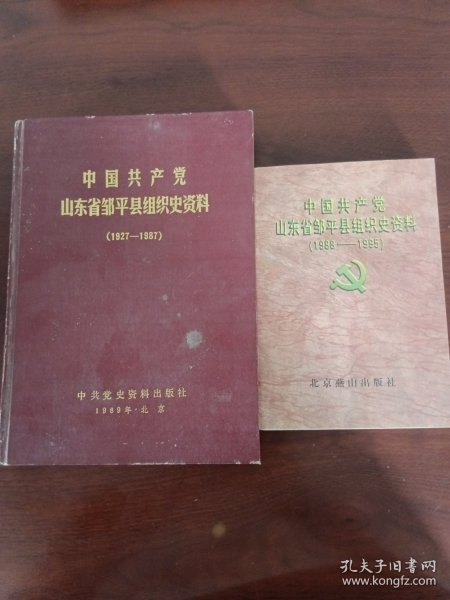 中国共产党
山东省邹平县组织史资料
(1927—1987)
中共党史资料出版社
1989年·北京
中国共产党
山东省邹平县组织史资料
(1988——1995)
北京燕山出版社
孔夫子旧书网
www.kongfz.com